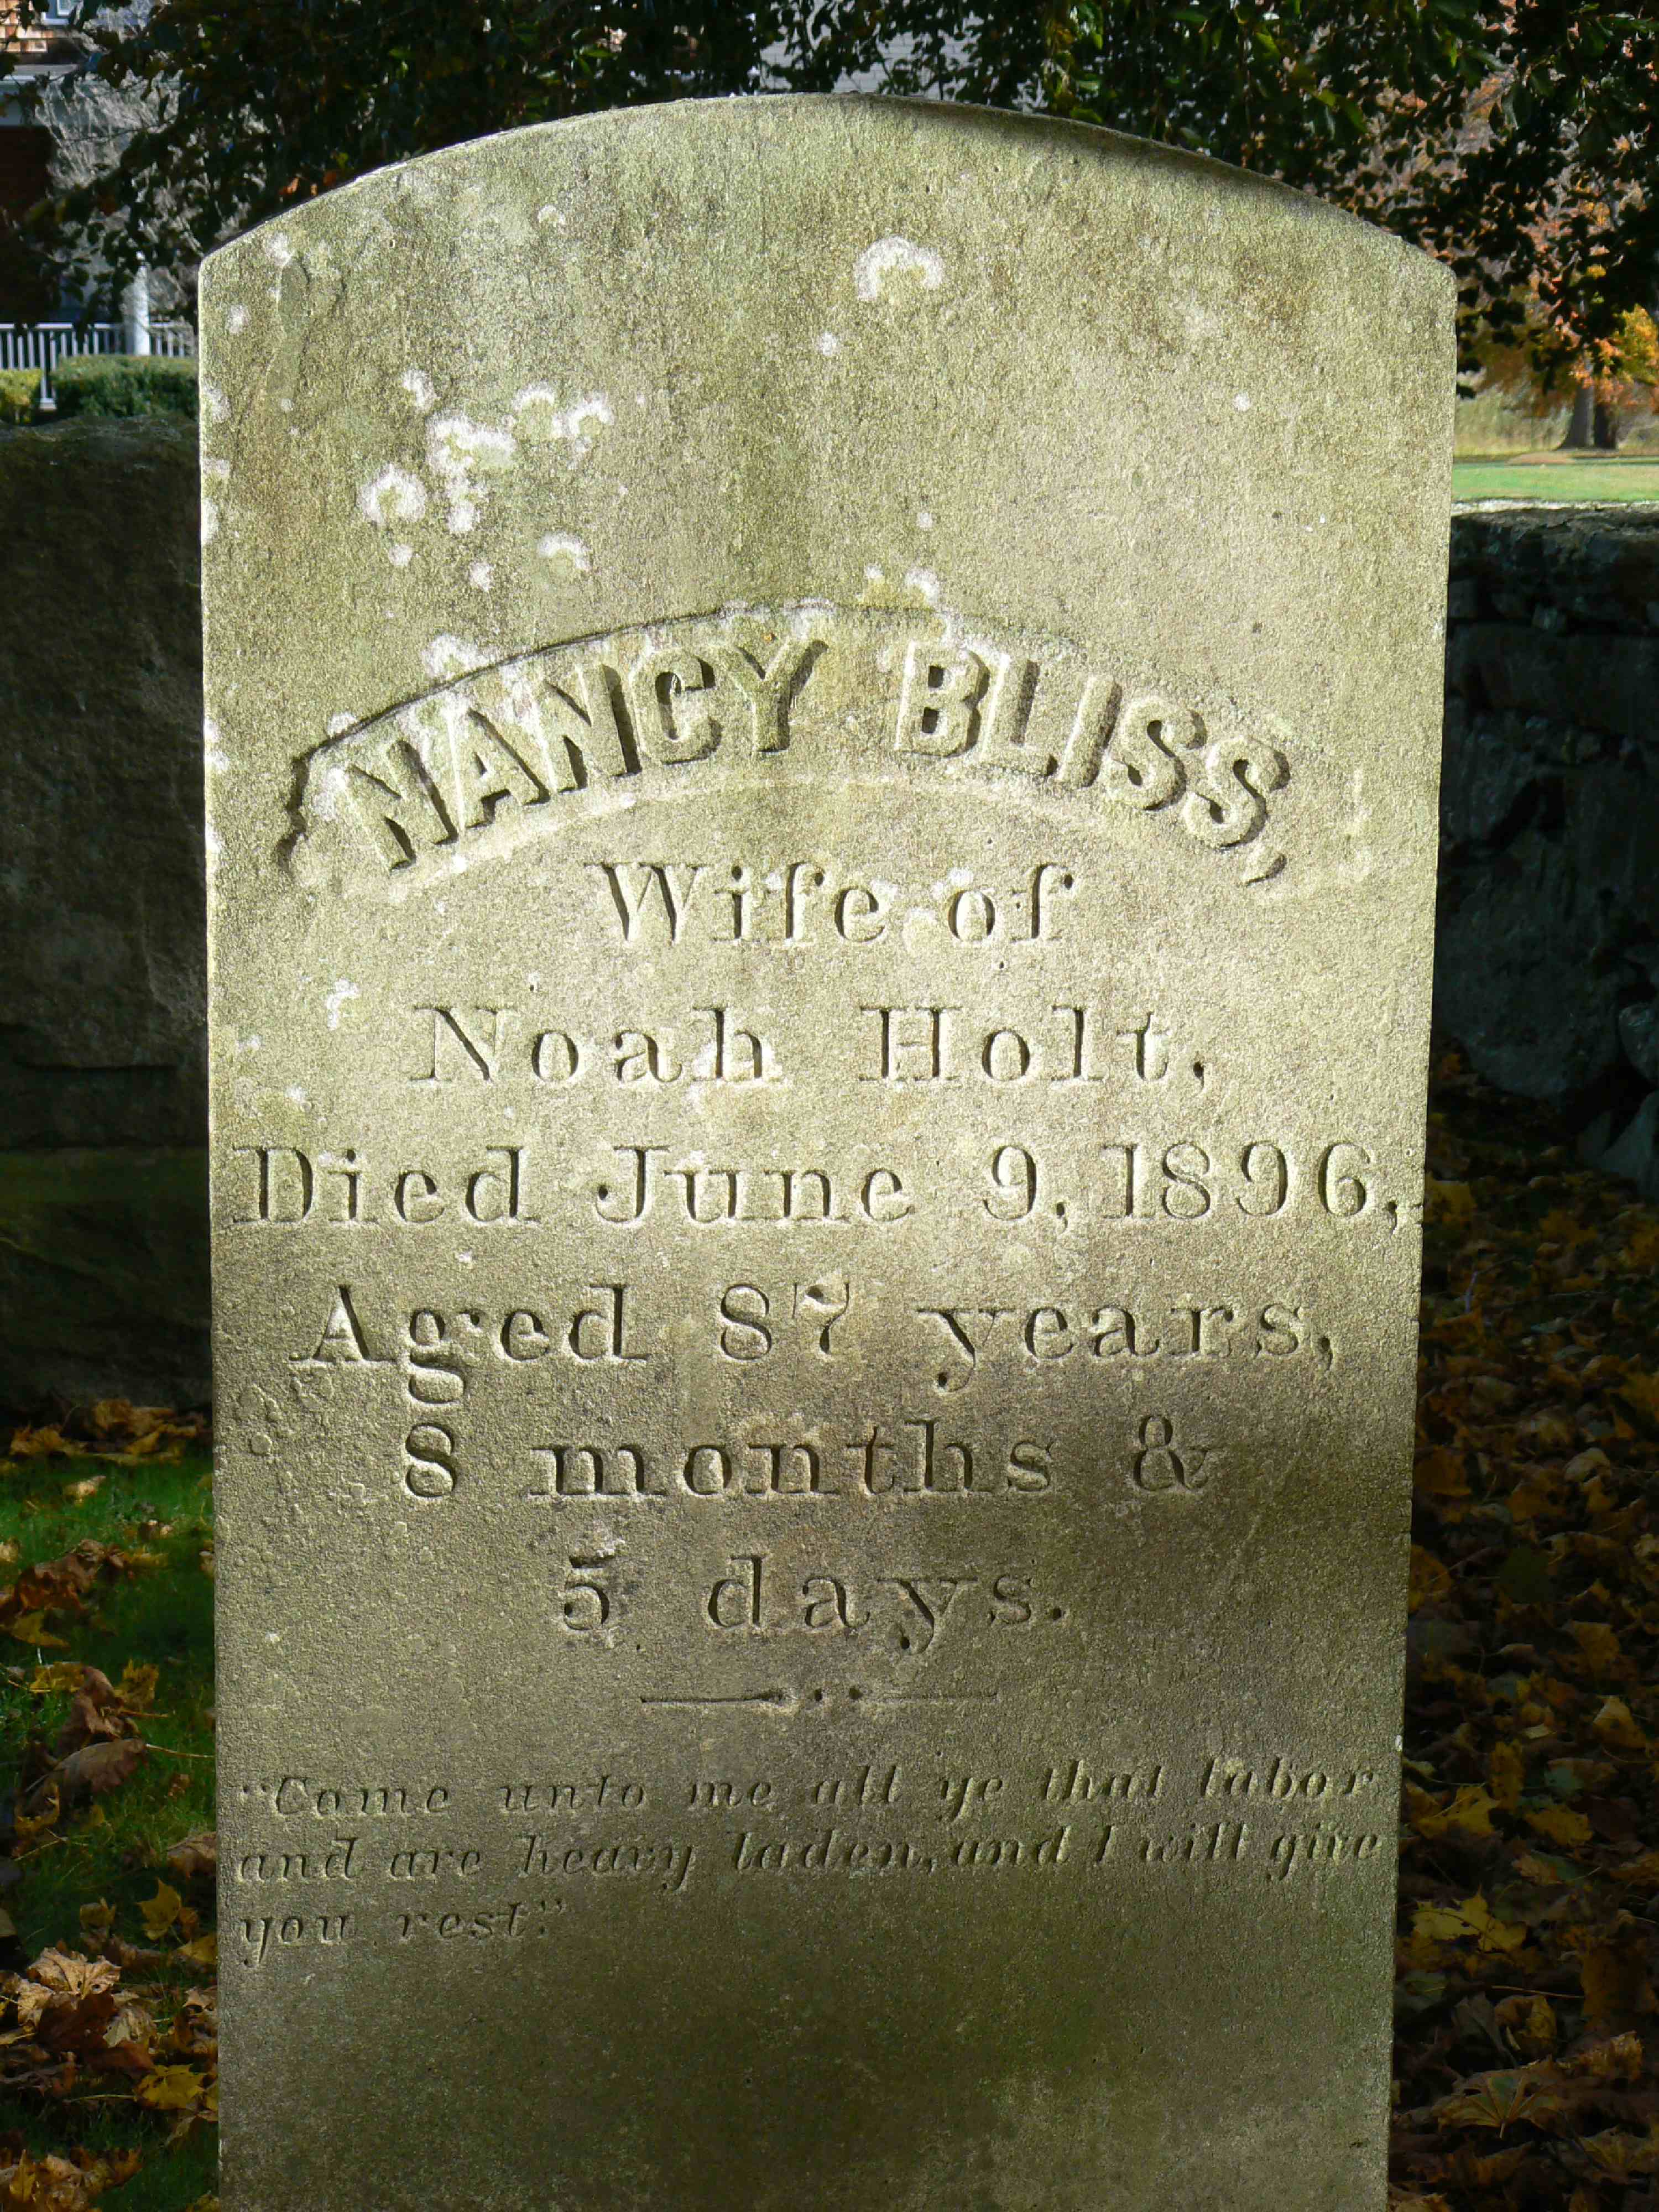 NANCY BLISS,
Wife of
Noah Holt,
Died June 9, 1896,
Aged 87 years,
8 months &
5 days.
"Come unto me all ye that labor
and are heavy laden, and I will give
you rest."